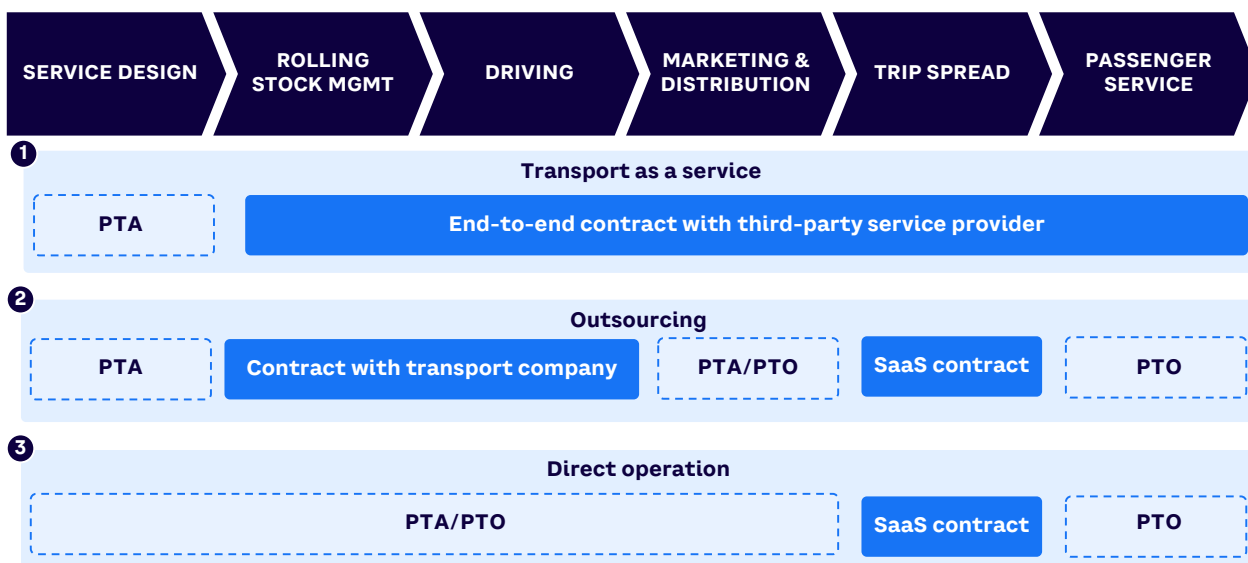 SERVICE DESIGN
ROLLING
STOCK MGMT
DRIVING
MARKETING &
DISTRIBUTION
TRIP SPREAD
PASSENGER
SERVICE
1
Transport as a service
PTA
End-to-end contract with third-party service provider
2
Outsourcing
PTA
Contract with transport company
PTA/PTO
SaaS contract
PTO
3
Direct operation
PTA/PTO
SaaS contract
PTO